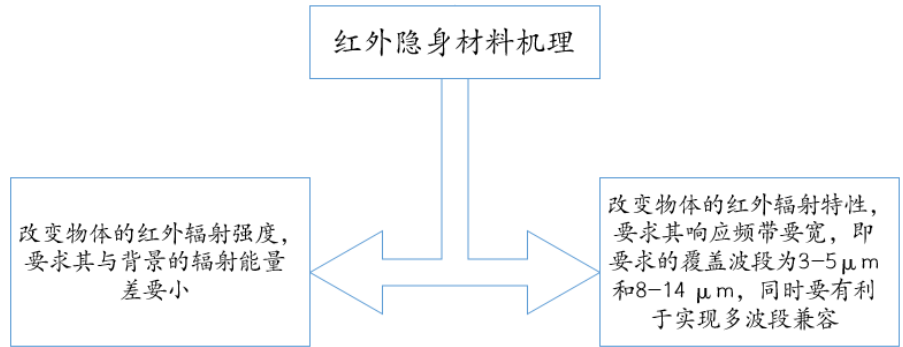 红外隐身材料机理
改变物体的红外辐射强度，
要求其与背景的辐射能量
差要小
改变物体的红外辐射特性，
要求其响应频带要宽，即
要求的覆盖波段为3-5μm
和8-14 μm，同时要有利
于实现多波段兼容